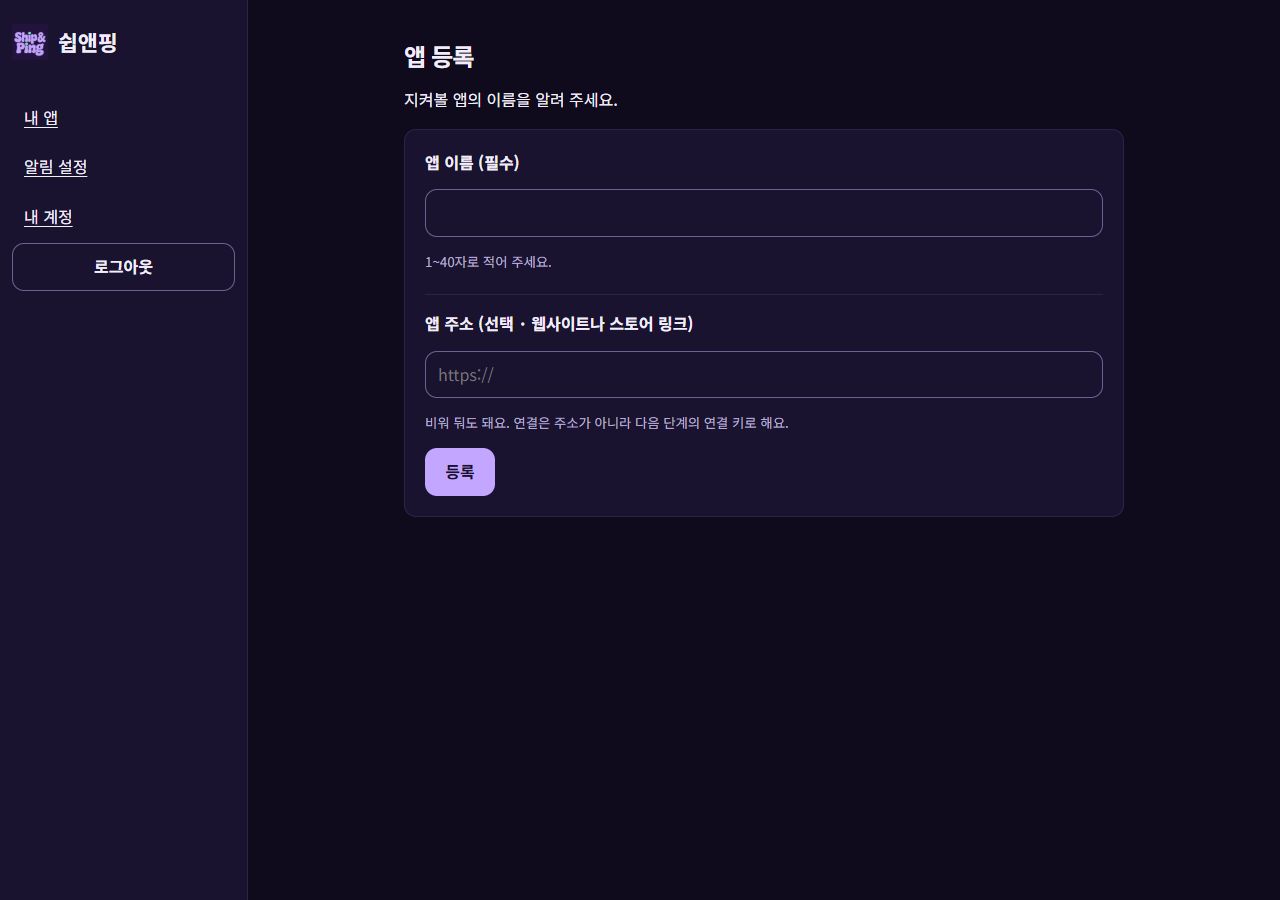 Ship&
Ping
쉽앤핑
내 앱
알림 설정
내 계정
로그아웃
앱 등록
지켜볼 앱의 이름을 알려 주세요.
앱 이름 (필수)
1~40자로 적어 주세요.
앱 주소 (선택 · 웹사이트나 스토어 링크)
https://
비워 둬도 돼요. 연결은 주소가 아니라 다음 단계의 연결 키로 해요.
등록